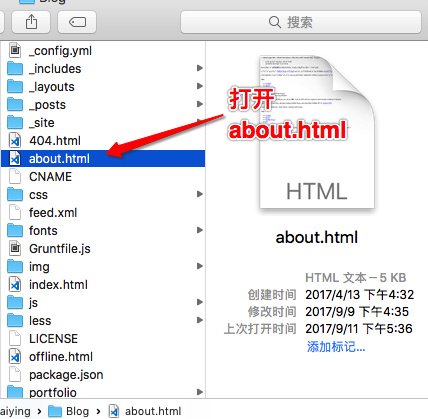 Blog
搜索
_config.yml
_includes
_layouts
_posts
_site
404.html
about.html
CNAME
css
feed.xml
fonts
Gruntfile.js
img
index.html
js
less
LICENSE
offline.html
package.json
portfolio
打开
about.html
HTML
about.html
HTML 文本 – 5 KB
创建时间 2017/4/13 下午4:32
修改时间 2017/9/9 下午4:35
上次打开时间 2017/9/11 下午5:36
添加标记...
aiying Blog about.html